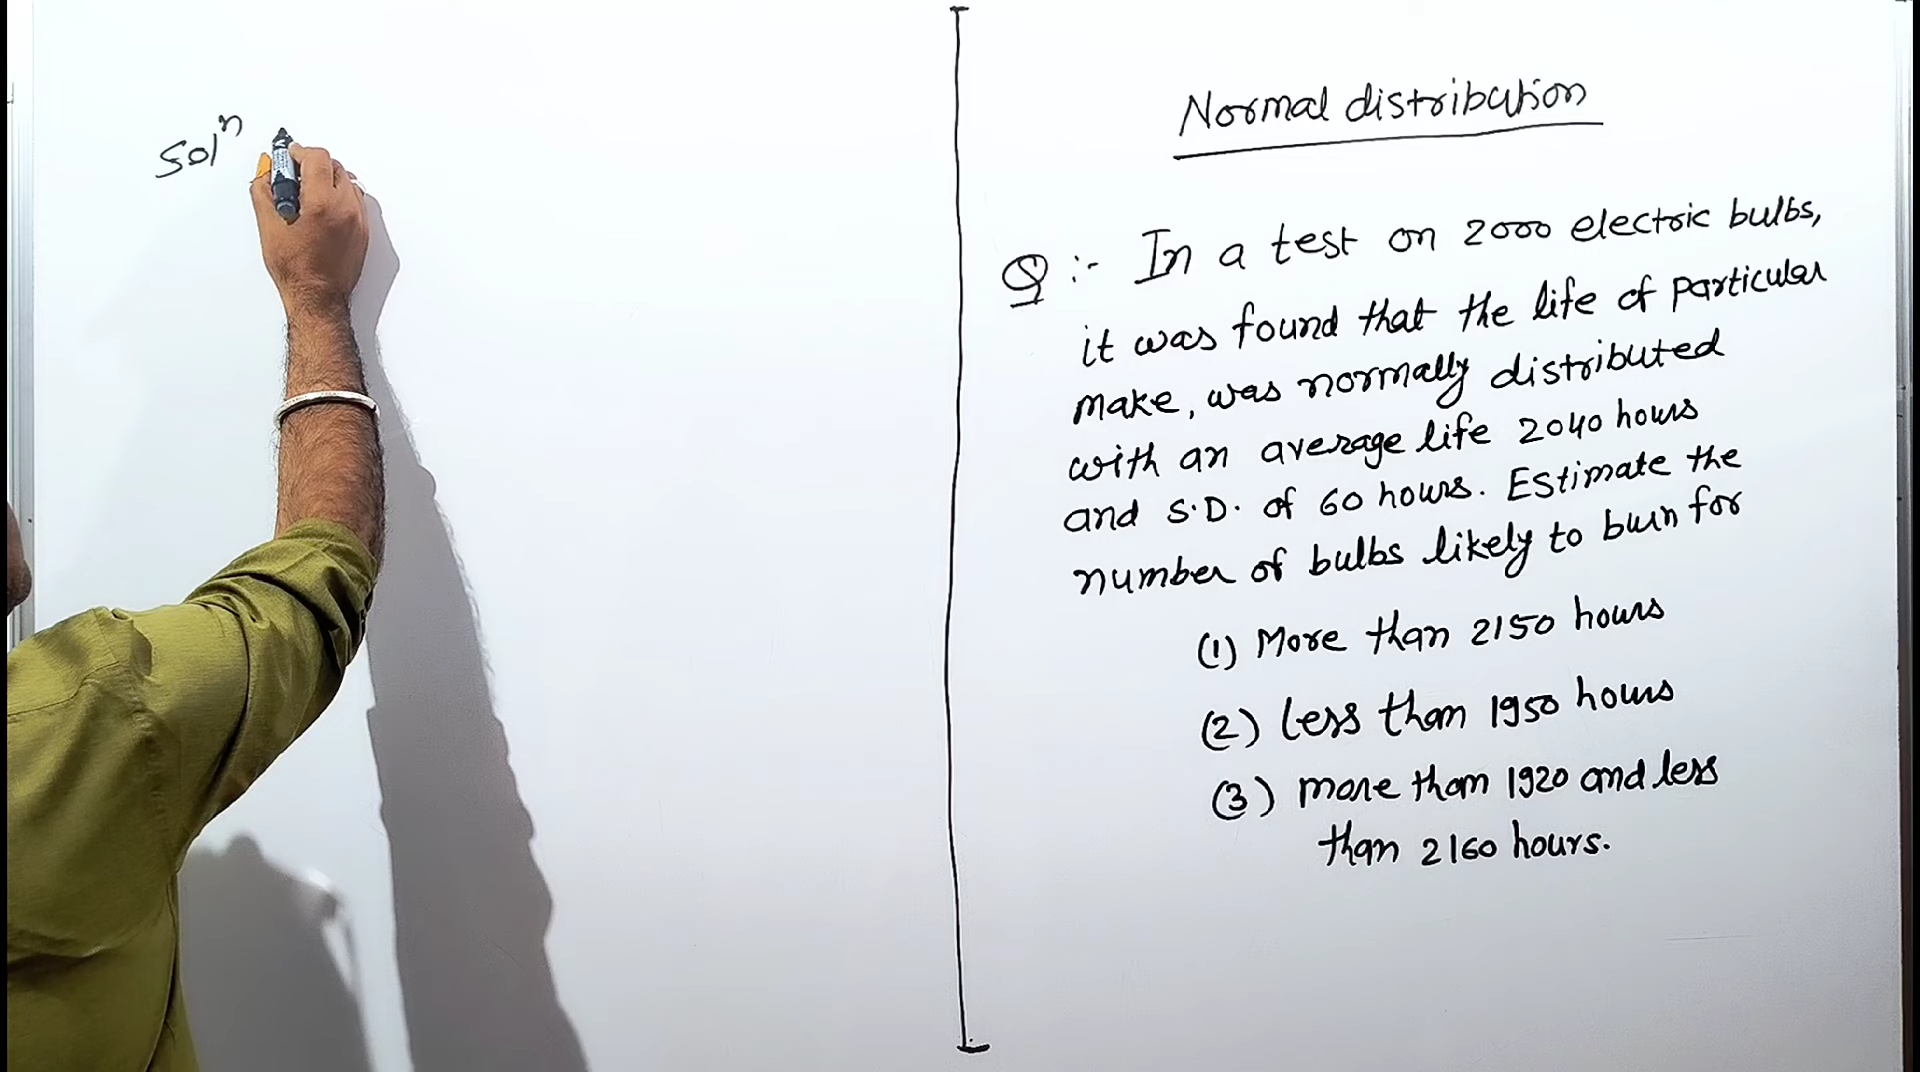 Solⁿ
Normal distribution
Q :- In a test on 2000 electric bulbs,
it was found that the life of particular
make, was normally distributed
with an average life 2040 hours
and S.D. of 60 hours. Estimate the
number of bulbs likely to burn for
(1) More than 2150 hours
(2) less than 1950 hours
(3) more than 1920 and less
than 2160 hours.